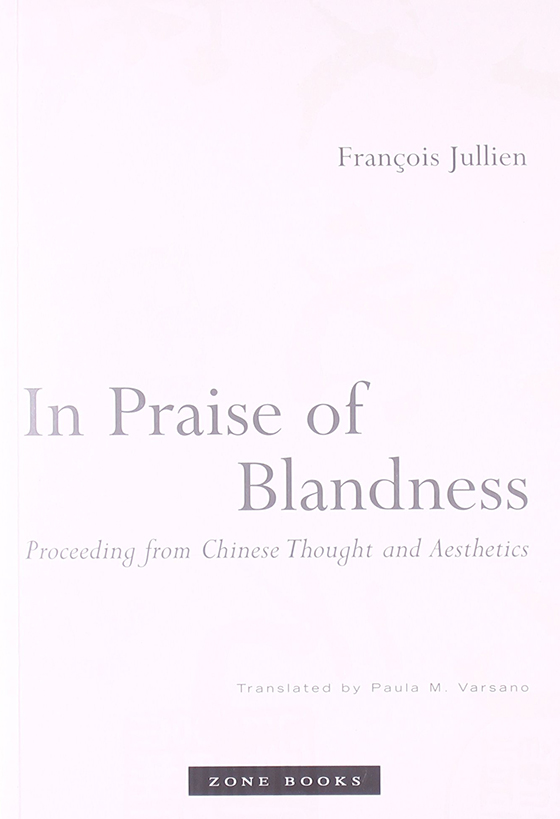 François Jullien
In Praise of
Blandness
Proceeding from Chinese Thought and Aesthetics
Translated by Paula M. Varsano
ZONE BOOKS